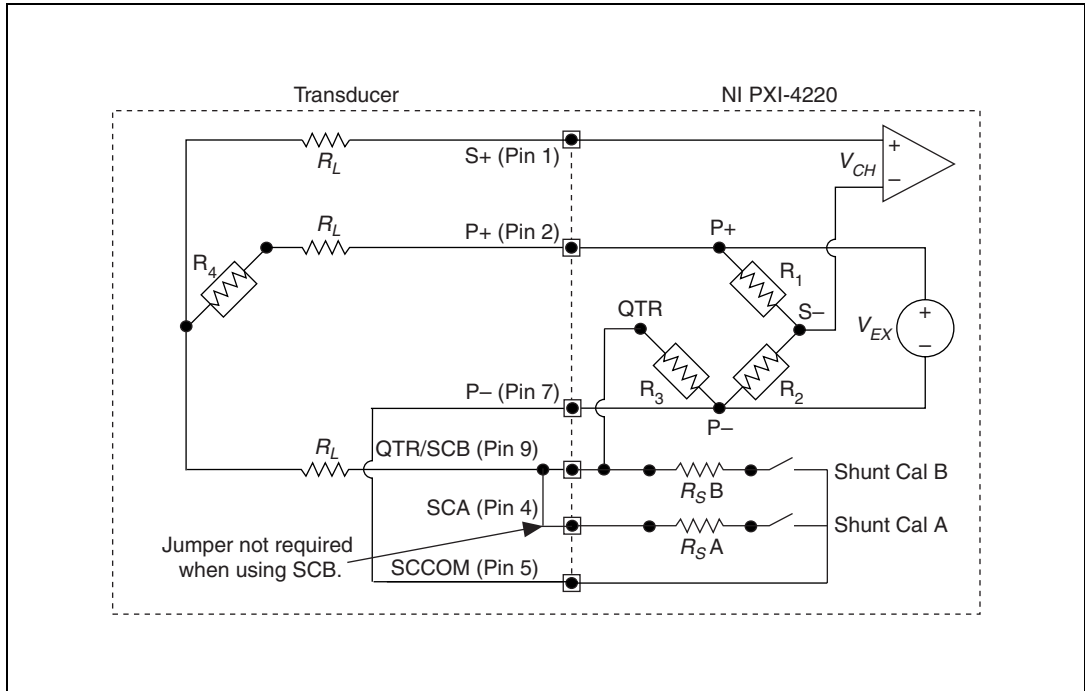 Transducer
NI PXI-4220
R_L
S+ (Pin 1)
+
V_CH
–
R_L
P+ (Pin 2)
P+
R_4
R_1
QTR
S–
+
V_EX
–
R_3
R_2
P– (Pin 7)
P–
R_L
QTR/SCB (Pin 9)
R_S B
Shunt Cal B
SCA (Pin 4)
R_S A
Shunt Cal A
Jumper not required
when using SCB.
SCCOM (Pin 5)